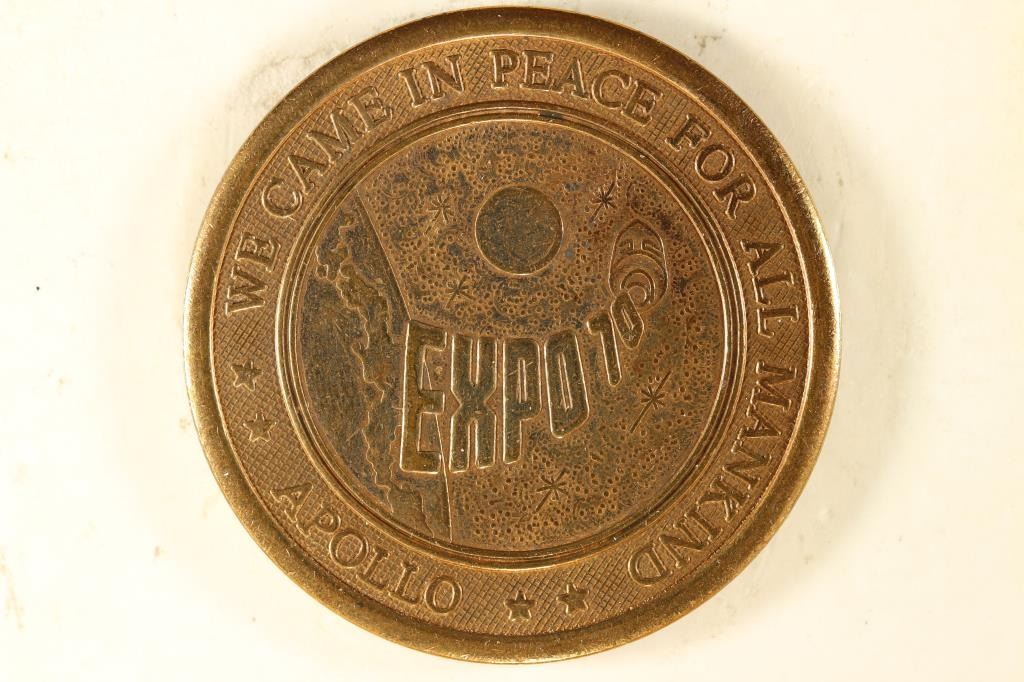 WE CAME IN PEACE FOR ALL MANKIND
APOLLO
EXPO 70